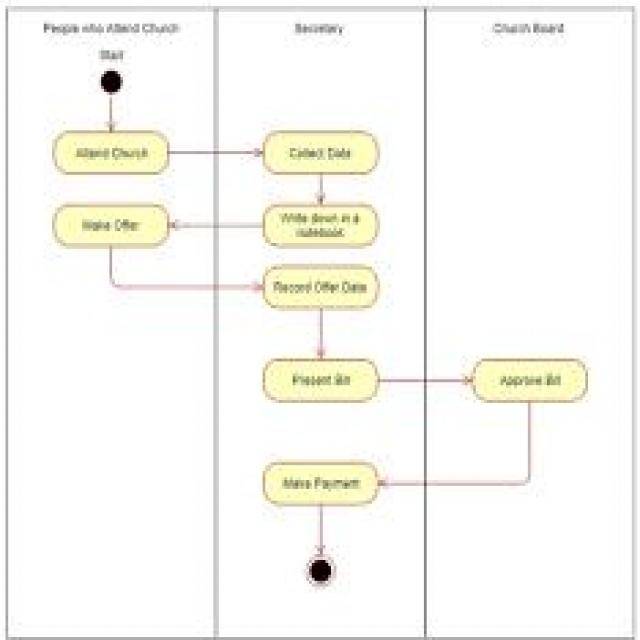 People who Attend Church
Secretary
Church Board
Start
Attend Church
Collect Data
Make Offer
Write down in a
notebook
Record Offer Data
Present Bill
Approve Bill
Make Payment